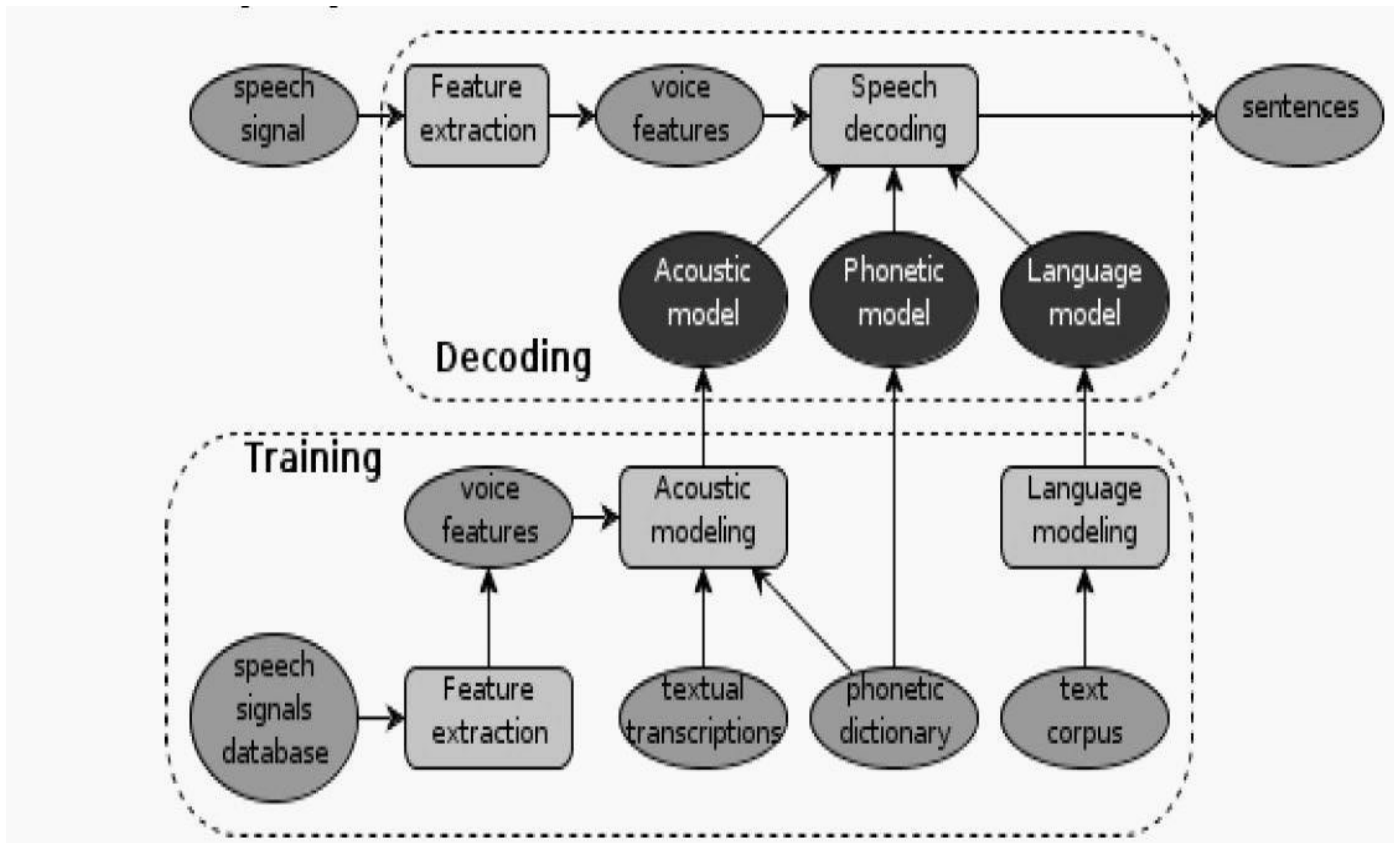 speech
signal
Feature
extraction
voice
features
Speech
decoding
sentences
Acoustic
model
Phonetic
model
Language
model
Decoding
Training
voice
features
Acoustic
modeling
Language
modeling
speech
signals
database
Feature
extraction
textual
transcriptions
phonetic
dictionary
text
corpus